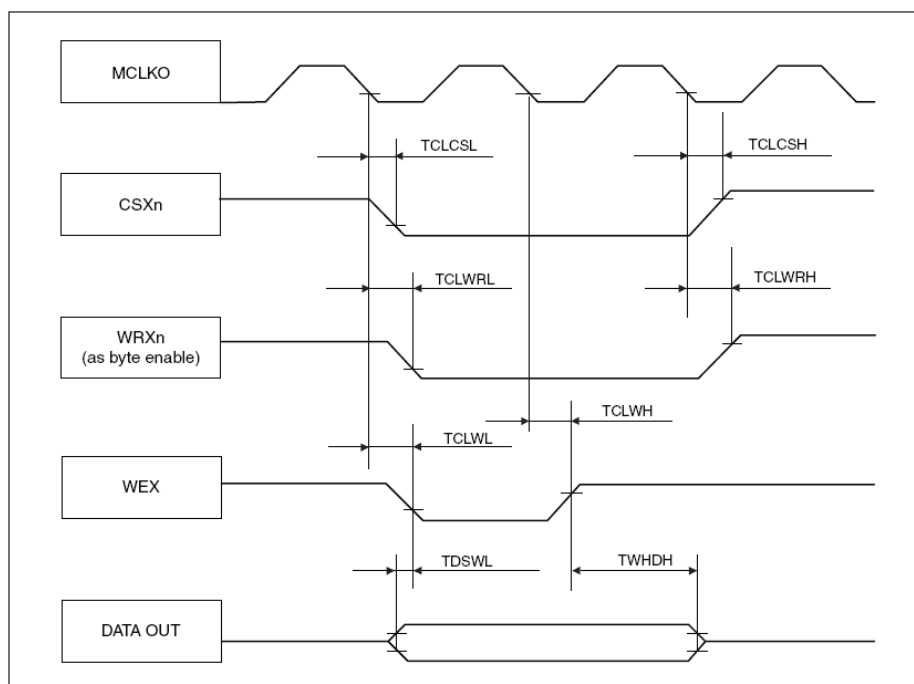 MCLKO
TCLCSL
TCLCSH
CSXn
TCLWRL
TCLWRH
WRXn
(as byte enable)
TCLWH
TCLWL
WEX
TDSWL
TWHDH
DATA OUT